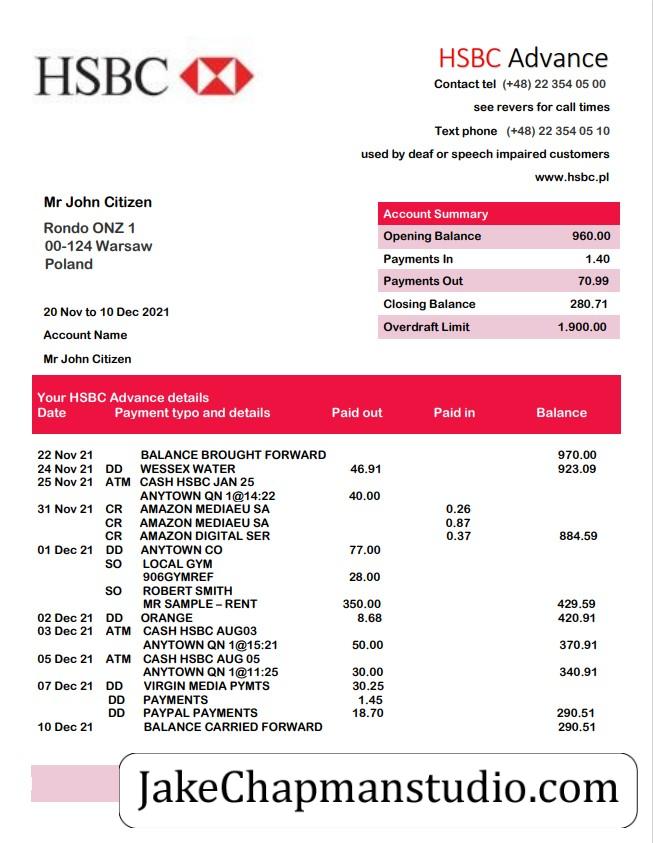 HSBC
HSBC Advance
Contact tel (+48) 22 354 05 00
see revers for call times
Text phone (+48) 22 354 05 10
used by deaf or speech impaired customers
www.hsbc.pl
Mr John Citizen
Rondo ONZ 1
00-124 Warsaw
Poland
20 Nov to 10 Dec 2021
Account Name
Mr John Citizen
Account Summary
Opening Balance 960.00
Payments In 1.40
Payments Out 70.99
Closing Balance 280.71
Overdraft Limit 1.900.00
Your HSBC Advance details
Date Payment typo and details Paid out Paid in Balance
22 Nov 21 BALANCE BROUGHT FORWARD 970.00
24 Nov 21 DD WESSEX WATER 46.91 923.09
25 Nov 21 ATM CASH HSBC JAN 25
ANYTOWN QN 1@14:22 40.00
31 Nov 21 CR AMAZON MEDIAEU SA 0.26
CR AMAZON MEDIAEU SA 0.87
CR AMAZON DIGITAL SER 0.37 884.59
01 Dec 21 DD ANYTOWN CO 77.00
SO LOCAL GYM
906GYMREF 28.00
SO ROBERT SMITH
MR SAMPLE – RENT 350.00 429.59
02 Dec 21 DD ORANGE 8.68 420.91
03 Dec 21 ATM CASH HSBC AUG03
ANYTOWN QN 1@15:21 50.00 370.91
05 Dec 21 ATM CASH HSBC AUG 05
ANYTOWN QN 1@11:25 30.00 340.91
07 Dec 21 DD VIRGIN MEDIA PYMTS 30.25
DD PAYMENTS 1.45
DD PAYPAL PAYMENTS 18.70 290.51
10 Dec 21 BALANCE CARRIED FORWARD 290.51
JakeChapmanstudio.com